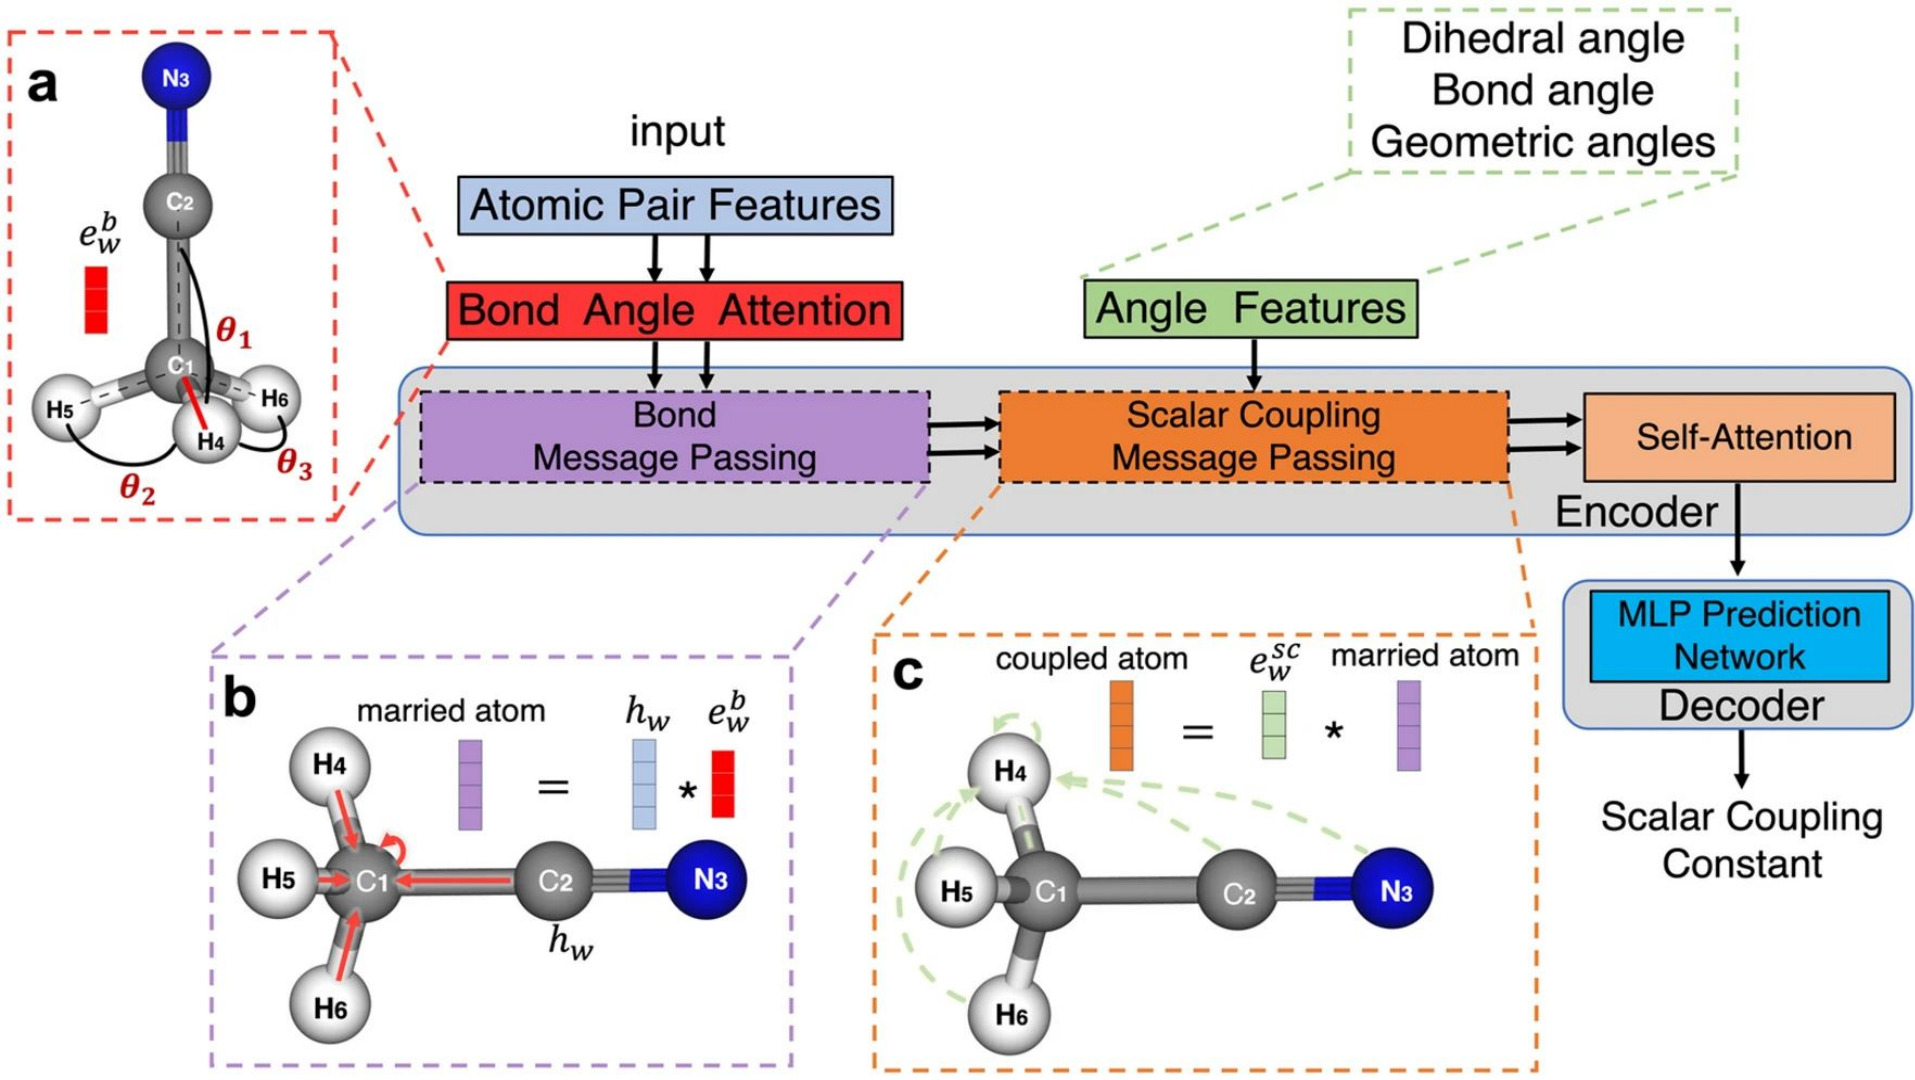 a
N3
C2
e_w^b
θ1
C1
H5
H4
H6
θ2
θ3
input
Atomic Pair Features
Bond Angle Attention
Dihedral angle
Bond angle
Geometric angles
Angle Features
Bond
Message Passing
Scalar Coupling
Message Passing
Self-Attention
Encoder
MLP Prediction
Network
Decoder
Scalar Coupling
Constant
b
married atom h_w e_w^b
= *
H4
H5 C1 C2 N3
h_w
H6
c
coupled atom e_w^sc married atom
= *
H4
H5 C1 C2 N3
H6